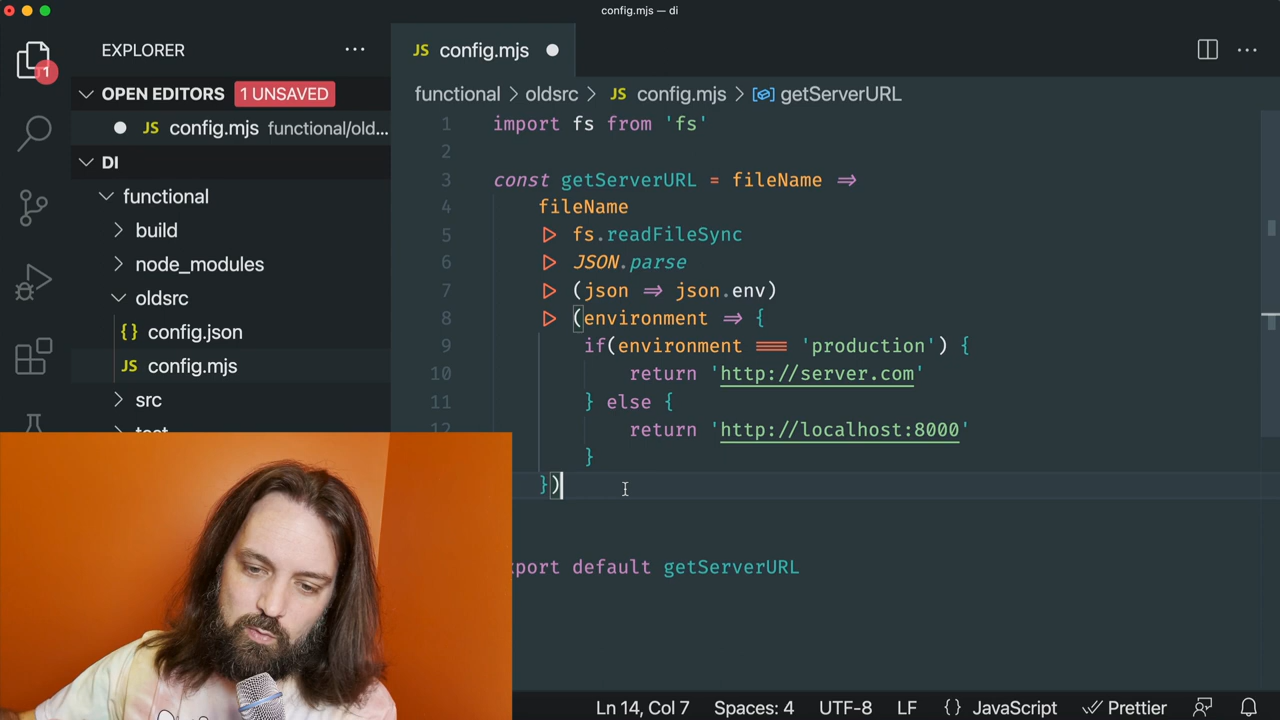 config.mjs — di
EXPLORER
JS config.mjs
1
OPEN EDITORS 1 UNSAVED
JS config.mjs functional/old...
DI
functional
build
node_modules
oldsrc
{} config.json
JS config.mjs
src
functional > oldsrc > JS config.mjs > getServerURL
1 import fs from 'fs'
2
3 const getServerURL = fileName =>
4 fileName
5 |> fs.readFileSync
6 |> JSON.parse
7 |> (json => json.env)
8 |> (environment => {
9 if(environment === 'production') {
10 return 'http://server.com'
11 } else {
12 return 'http://localhost:8000'
}
})
port default getServerURL
Ln 14, Col 7 Spaces: 4 UTF-8 LF {} JavaScript Prettier